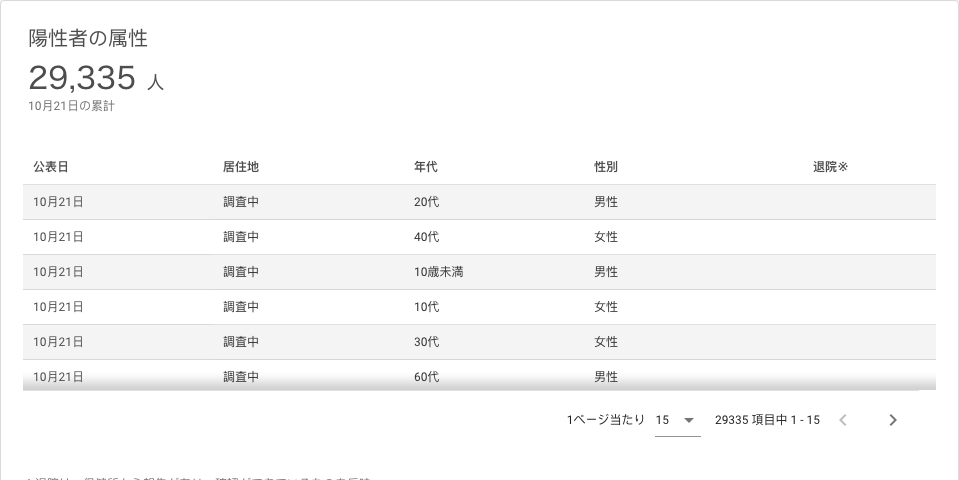 陽性者の属性
29,335 人
10月21日の累計
公表日 居住地 年代 性別 退院※
10月21日 調査中 20代 男性
10月21日 調査中 40代 女性
10月21日 調査中 10歳未満 男性
10月21日 調査中 10代 女性
10月21日 調査中 30代 女性
10月21日 調査中 60代 男性
1ページ当たり 15 29335 項目中 1 - 15